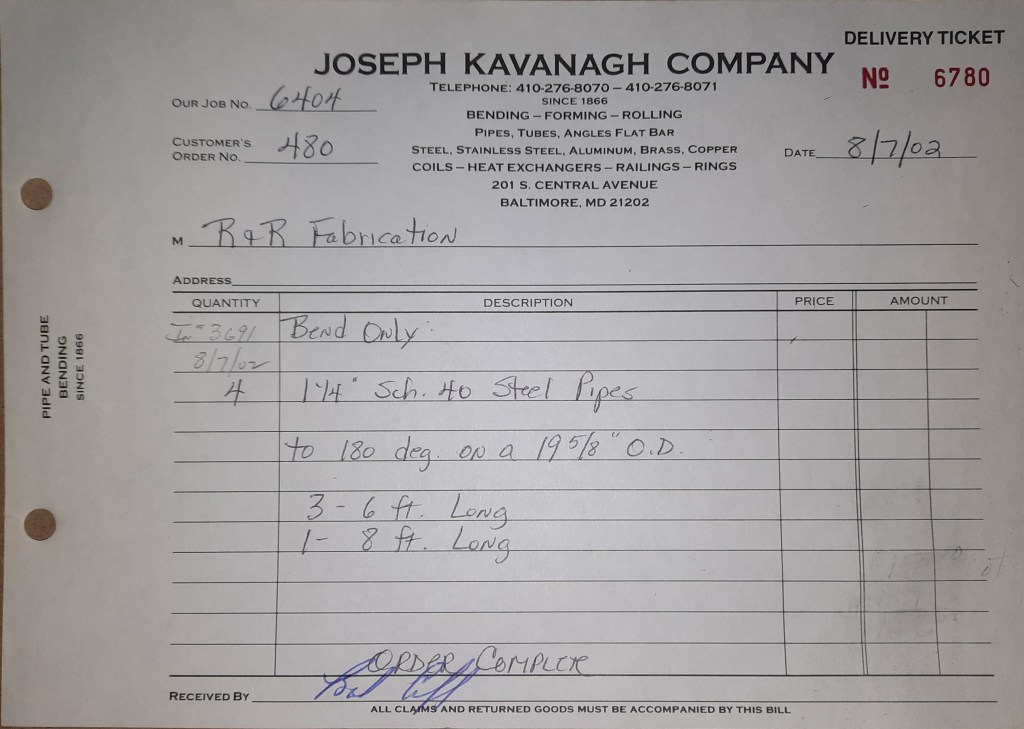 DELIVERY TICKET
JOSEPH KAVANAGH COMPANY
Nº 6780
TELEPHONE: 410-276-8070 – 410-276-8071
SINCE 1866
BENDING – FORMING – ROLLING
PIPES, TUBES, ANGLES FLAT BAR
STEEL, STAINLESS STEEL, ALUMINUM, BRASS, COPPER
COILS – HEAT EXCHANGERS – RAILINGS – RINGS
201 S. CENTRAL AVENUE
BALTIMORE, MD 21202
OUR JOB NO. 6404
CUSTOMER'S
ORDER NO. 480
DATE 8/7/02
M R & R Fabrication
ADDRESS
QUANTITY DESCRIPTION PRICE AMOUNT
3691 Bend Only:
8/7/02
4 1 1/4" Sch. 40 Steel Pipes
to 180 deg. on a 19 5/8" O.D.
3 - 6 ft. Long
1 - 8 ft. Long
ORDER COMPLETE
RECEIVED BY
ALL CLAIMS AND RETURNED GOODS MUST BE ACCOMPANIED BY THIS BILL
PIPE AND TUBE
BENDING
SINCE 1866